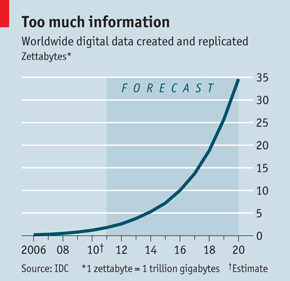 Too much information
Worldwide digital data created and replicated
Zettabytes*
FORECAST
35
30
25
20
15
10
5
0
2006 08 10† 12 14 16 18 20
Source: IDC *1 zettabyte = 1 trillion gigabytes †Estimate